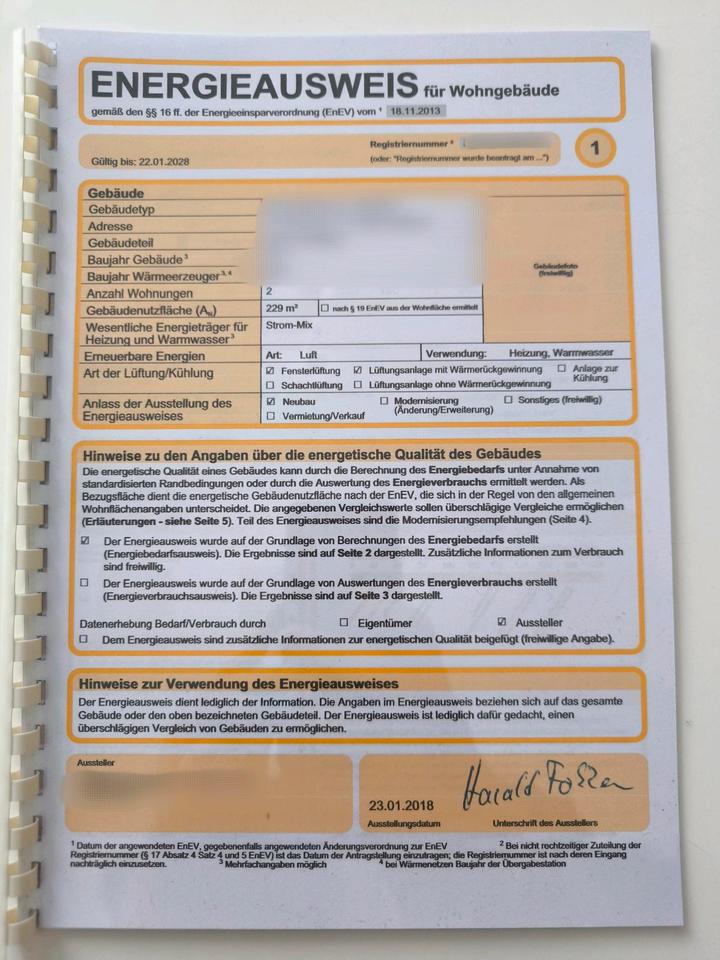 ENERGIEAUSWEIS für Wohngebäude
gemäß den §§ 16 ff. der Energieeinsparverordnung (EnEV) vom ¹ 18.11.2013
Registriernummer ²
Gültig bis: 22.01.2028
(oder: "Registriernummer wurde beantragt am ...")
1
Gebäude
Gebäudetyp
Adresse
Gebäudeteil
Baujahr Gebäude ³
Baujahr Wärmeerzeuger ³,⁴
Gebäudefoto
(freiwillig)
Anzahl Wohnungen 2
Gebäudenutzfläche (Aɴ) 229 m² ☐ nach § 19 EnEV aus der Wohnfläche ermittelt
Wesentliche Energieträger für Strom-Mix
Heizung und Warmwasser ³
Erneuerbare Energien Art: Luft Verwendung: Heizung, Warmwasser
Art der Lüftung/Kühlung ☑ Fensterlüftung ☑ Lüftungsanlage mit Wärmerückgewinnung ☐ Anlage zur
Kühlung
☐ Schachtlüftung ☐ Lüftungsanlage ohne Wärmerückgewinnung
Anlass der Ausstellung des ☑ Neubau ☐ Modernisierung ☐ Sonstiges (freiwillig)
Energieausweises ☐ Vermietung/Verkauf (Änderung/Erweiterung)
Hinweise zu den Angaben über die energetische Qualität des Gebäudes
Die energetische Qualität eines Gebäudes kann durch die Berechnung des Energiebedarfs unter Annahme von
standardisierten Randbedingungen oder durch die Auswertung des Energieverbrauchs ermittelt werden. Als
Bezugsfläche dient die energetische Gebäudenutzfläche nach der EnEV, die sich in der Regel von den allgemeinen
Wohnflächenangaben unterscheidet. Die angegebenen Vergleichswerte sollen überschlägige Vergleiche ermöglichen
(Erläuterungen - siehe Seite 5). Teil des Energieausweises sind die Modernisierungsempfehlungen (Seite 4).
☑ Der Energieausweis wurde auf der Grundlage von Berechnungen des Energiebedarfs erstellt
(Energiebedarfsausweis). Die Ergebnisse sind auf Seite 2 dargestellt. Zusätzliche Informationen zum Verbrauch
sind freiwillig.
☐ Der Energieausweis wurde auf der Grundlage von Auswertungen des Energieverbrauchs erstellt
(Energieverbrauchsausweis). Die Ergebnisse sind auf Seite 3 dargestellt.
Datenerhebung Bedarf/Verbrauch durch ☐ Eigentümer ☑ Aussteller
☐ Dem Energieausweis sind zusätzliche Informationen zur energetischen Qualität beigefügt (freiwillige Angabe).
Hinweise zur Verwendung des Energieausweises
Der Energieausweis dient lediglich der Information. Die Angaben im Energieausweis beziehen sich auf das gesamte
Gebäude oder den oben bezeichneten Gebäudeteil. Der Energieausweis ist lediglich dafür gedacht, einen
überschlägigen Vergleich von Gebäuden zu ermöglichen.
Aussteller
Harald
23.01.2018
Ausstellungsdatum Unterschrift des Ausstellers
¹ Datum der angewendeten EnEV, gegebenenfalls angewendeten Änderungsverordnung zur EnEV ² Bei nicht rechtzeitiger Zuteilung der
Registriernummer (§ 17 Absatz 4 Satz 4 und 5 EnEV) ist das Datum der Antragstellung einzutragen; die Registriernummer ist nach deren Eingang
nachträglich einzusetzen. ³ Mehrfachangaben möglich ⁴ bei Wärmenetzen Baujahr der Übergabestation